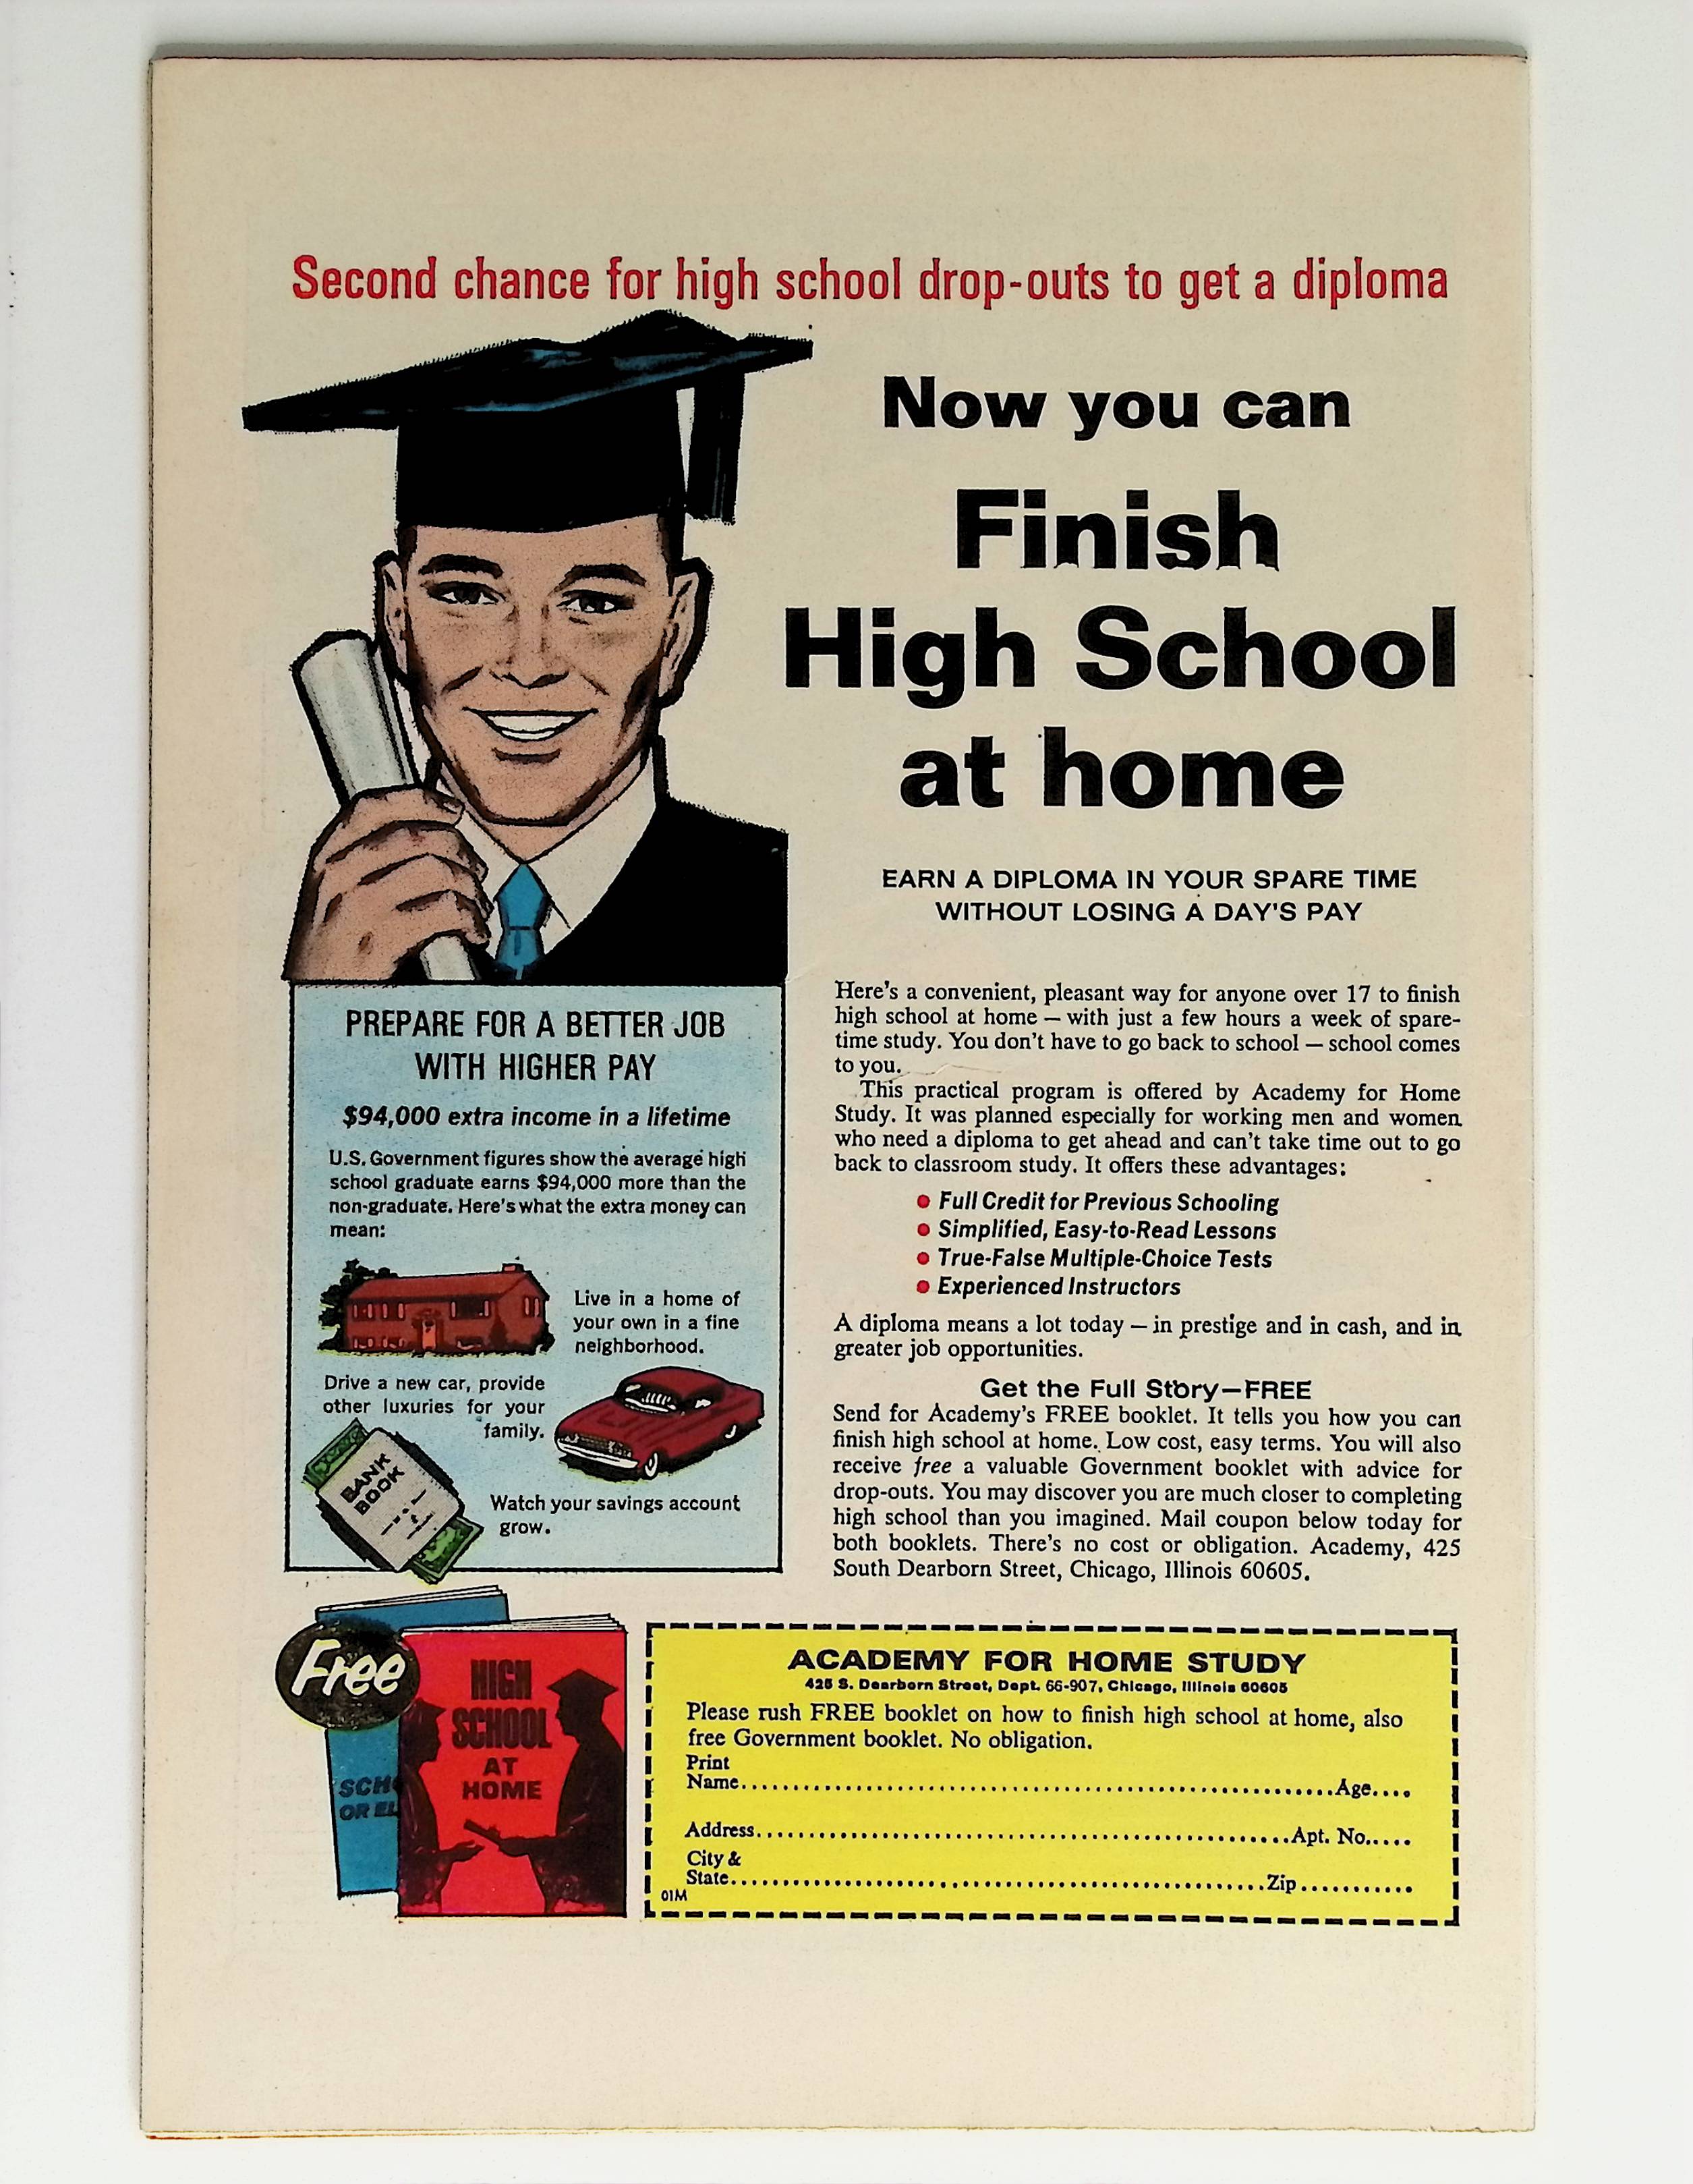 Second chance for high school drop-outs to get a diploma
Now you can
Finish
High School
at home
EARN A DIPLOMA IN YOUR SPARE TIME
WITHOUT LOSING A DAY'S PAY
PREPARE FOR A BETTER JOB
WITH HIGHER PAY
$94,000 extra income in a lifetime
U.S. Government figures show the average high
school graduate earns $94,000 more than the
non-graduate. Here's what the extra money can
mean:
Live in a home of
your own in a fine
neighborhood.
Drive a new car, provide
other luxuries for your
family.
BANK
BOOK
Watch your savings account
grow.
Here's a convenient, pleasant way for anyone over 17 to finish
high school at home — with just a few hours a week of spare-
time study. You don't have to go back to school — school comes
to you.
This practical program is offered by Academy for Home
Study. It was planned especially for working men and women
who need a diploma to get ahead and can't take time out to go
back to classroom study. It offers these advantages:
• Full Credit for Previous Schooling
• Simplified, Easy-to-Read Lessons
• True-False Multiple-Choice Tests
• Experienced Instructors
A diploma means a lot today — in prestige and in cash, and in
greater job opportunities.
Get the Full Story—FREE
Send for Academy's FREE booklet. It tells you how you can
finish high school at home. Low cost, easy terms. You will also
receive free a valuable Government booklet with advice for
drop-outs. You may discover you are much closer to completing
high school than you imagined. Mail coupon below today for
both booklets. There's no cost or obligation. Academy, 425
South Dearborn Street, Chicago, Illinois 60605.
Free
HIGH
SCHOOL
AT
HOME
SCHO
OR EL
ACADEMY FOR HOME STUDY
425 S. Dearborn Street, Dept. 66-907, Chicago, Illinois 60605
Please rush FREE booklet on how to finish high school at home, also
free Government booklet. No obligation.
Print
Name..........Age....
Address..........Apt. No.....
City &
State..........Zip...........
01M